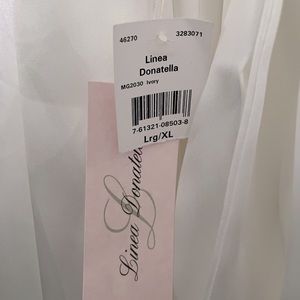 46270 3283071
Linea
Donatella
MG2030 Ivory
7-61321-08503-8
Lrg/XL
L
Linea Donatella